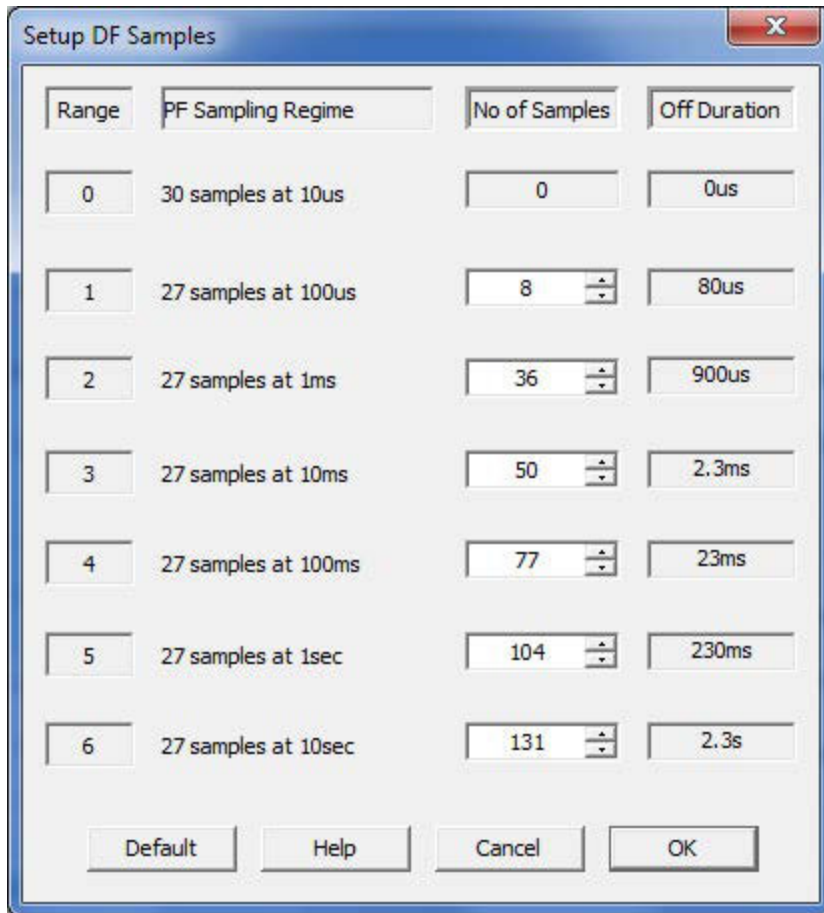 Setup DF Samples
Range PF Sampling Regime No of Samples Off Duration
0 30 samples at 10us 0 0us
1 27 samples at 100us 8 80us
2 27 samples at 1ms 36 900us
3 27 samples at 10ms 50 2.3ms
4 27 samples at 100ms 77 23ms
5 27 samples at 1sec 104 230ms
6 27 samples at 10sec 131 2.3s
Default Help Cancel OK